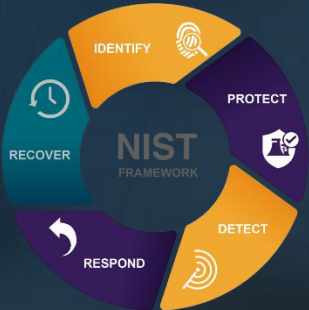 IDENTIFY
PROTECT
DETECT
RESPOND
RECOVER
NIST
FRAMEWORK